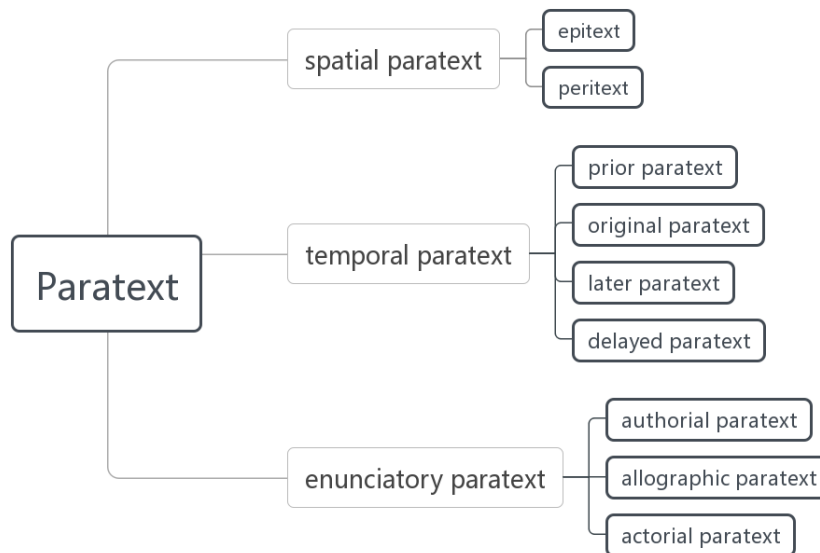 Paratext
spatial paratext
epitext
peritext
temporal paratext
prior paratext
original paratext
later paratext
delayed paratext
enunciatory paratext
authorial paratext
allographic paratext
actorial paratext